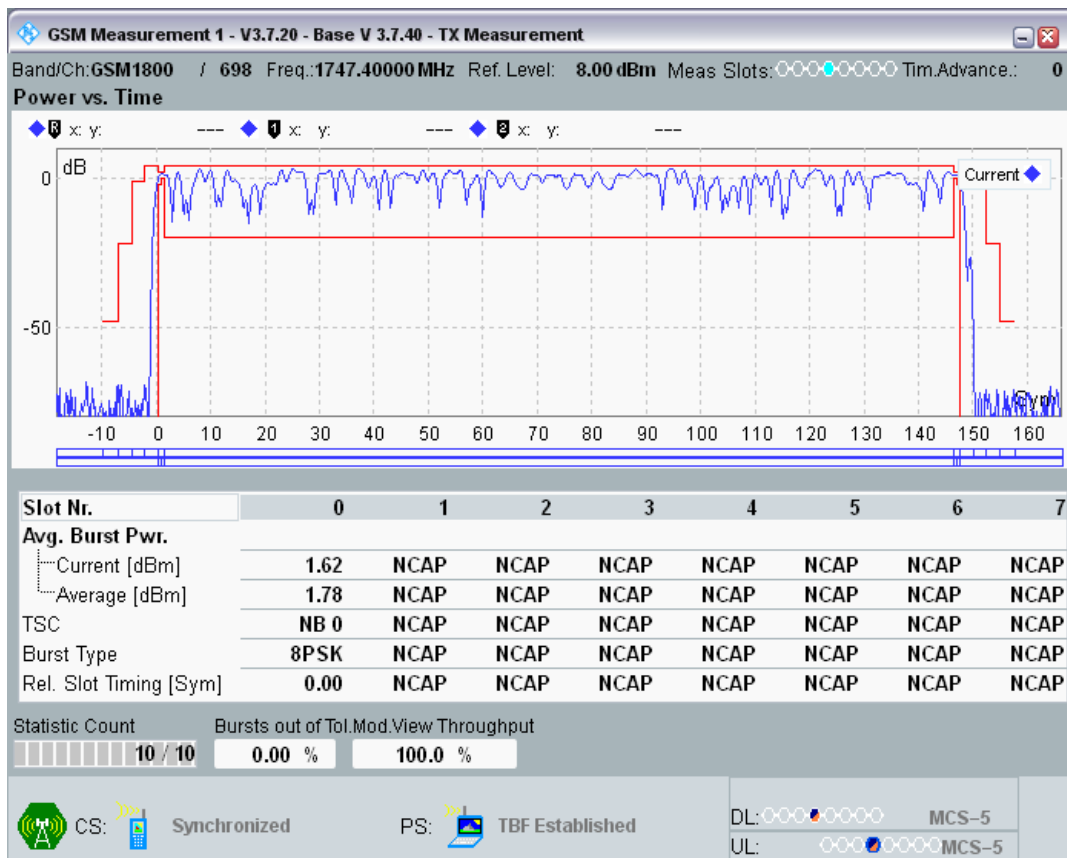 GSM Measurement 1 - V3.7.20 - Base V 3.7.40 - TX Measurement
Band/Ch:GSM1800 / 698 Freq.:1747.40000 MHz Ref. Level: 8.00 dBm Meas Slots: Tim.Advance.: 0
Power vs. Time
R x: y: --- 1 x: y: --- 2 x: y: ---
dB
Current
0
-50
Sym
-10 0 10 20 30 40 50 60 70 80 90 100 110 120 130 140 150 160
Slot Nr. 0 1 2 3 4 5 6 7
Avg. Burst Pwr.
Current [dBm] 1.62 NCAP NCAP NCAP NCAP NCAP NCAP NCAP
Average [dBm] 1.78 NCAP NCAP NCAP NCAP NCAP NCAP NCAP
TSC NB 0 NCAP NCAP NCAP NCAP NCAP NCAP NCAP
Burst Type 8PSK NCAP NCAP NCAP NCAP NCAP NCAP NCAP
Rel. Slot Timing [Sym] 0.00 NCAP NCAP NCAP NCAP NCAP NCAP NCAP
Statistic Count Bursts out of Tol. Mod.View Throughput
10 / 10 0.00 % 100.0 %
CS: Synchronized PS: TBF Established DL: MCS-5
UL: MCS-5